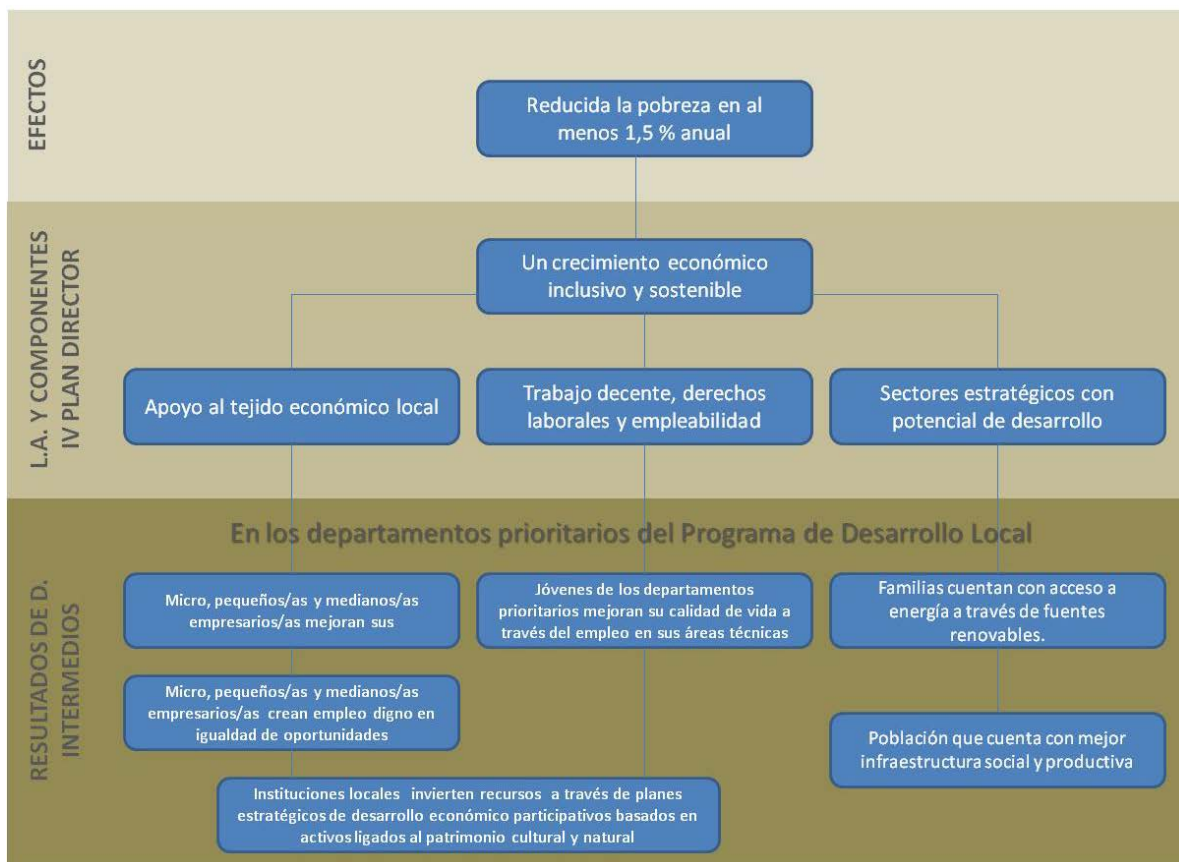 EFECTOS
Reducida la pobreza en al
menos 1,5 % anual
L.A. Y COMPONENTES
IV PLAN DIRECTOR
Un crecimiento económico
inclusivo y sostenible
Apoyo al tejido económico local
Trabajo decente, derechos
laborales y empleabilidad
Sectores estratégicos con
potencial de desarrollo
RESULTADOS DE D.
INTERMEDIOS
En los departamentos prioritarios del Programa de Desarrollo Local
Micro, pequeños/as y medianos/as
empresarios/as mejoran sus
Jóvenes de los departamentos
prioritarios mejoran su calidad de vida a
través del empleo en sus áreas técnicas
Familias cuentan con acceso a
energía a través de fuentes
renovables.
Micro, pequeños/as y medianos/as
empresarios/as crean empleo digno en
igualdad de oportunidades
Población que cuenta con mejor
infraestructura social y productiva
Instituciones locales invierten recursos a través de planes
estratégicos de desarrollo económico participativos basados en
activos ligados al patrimonio cultural y natural